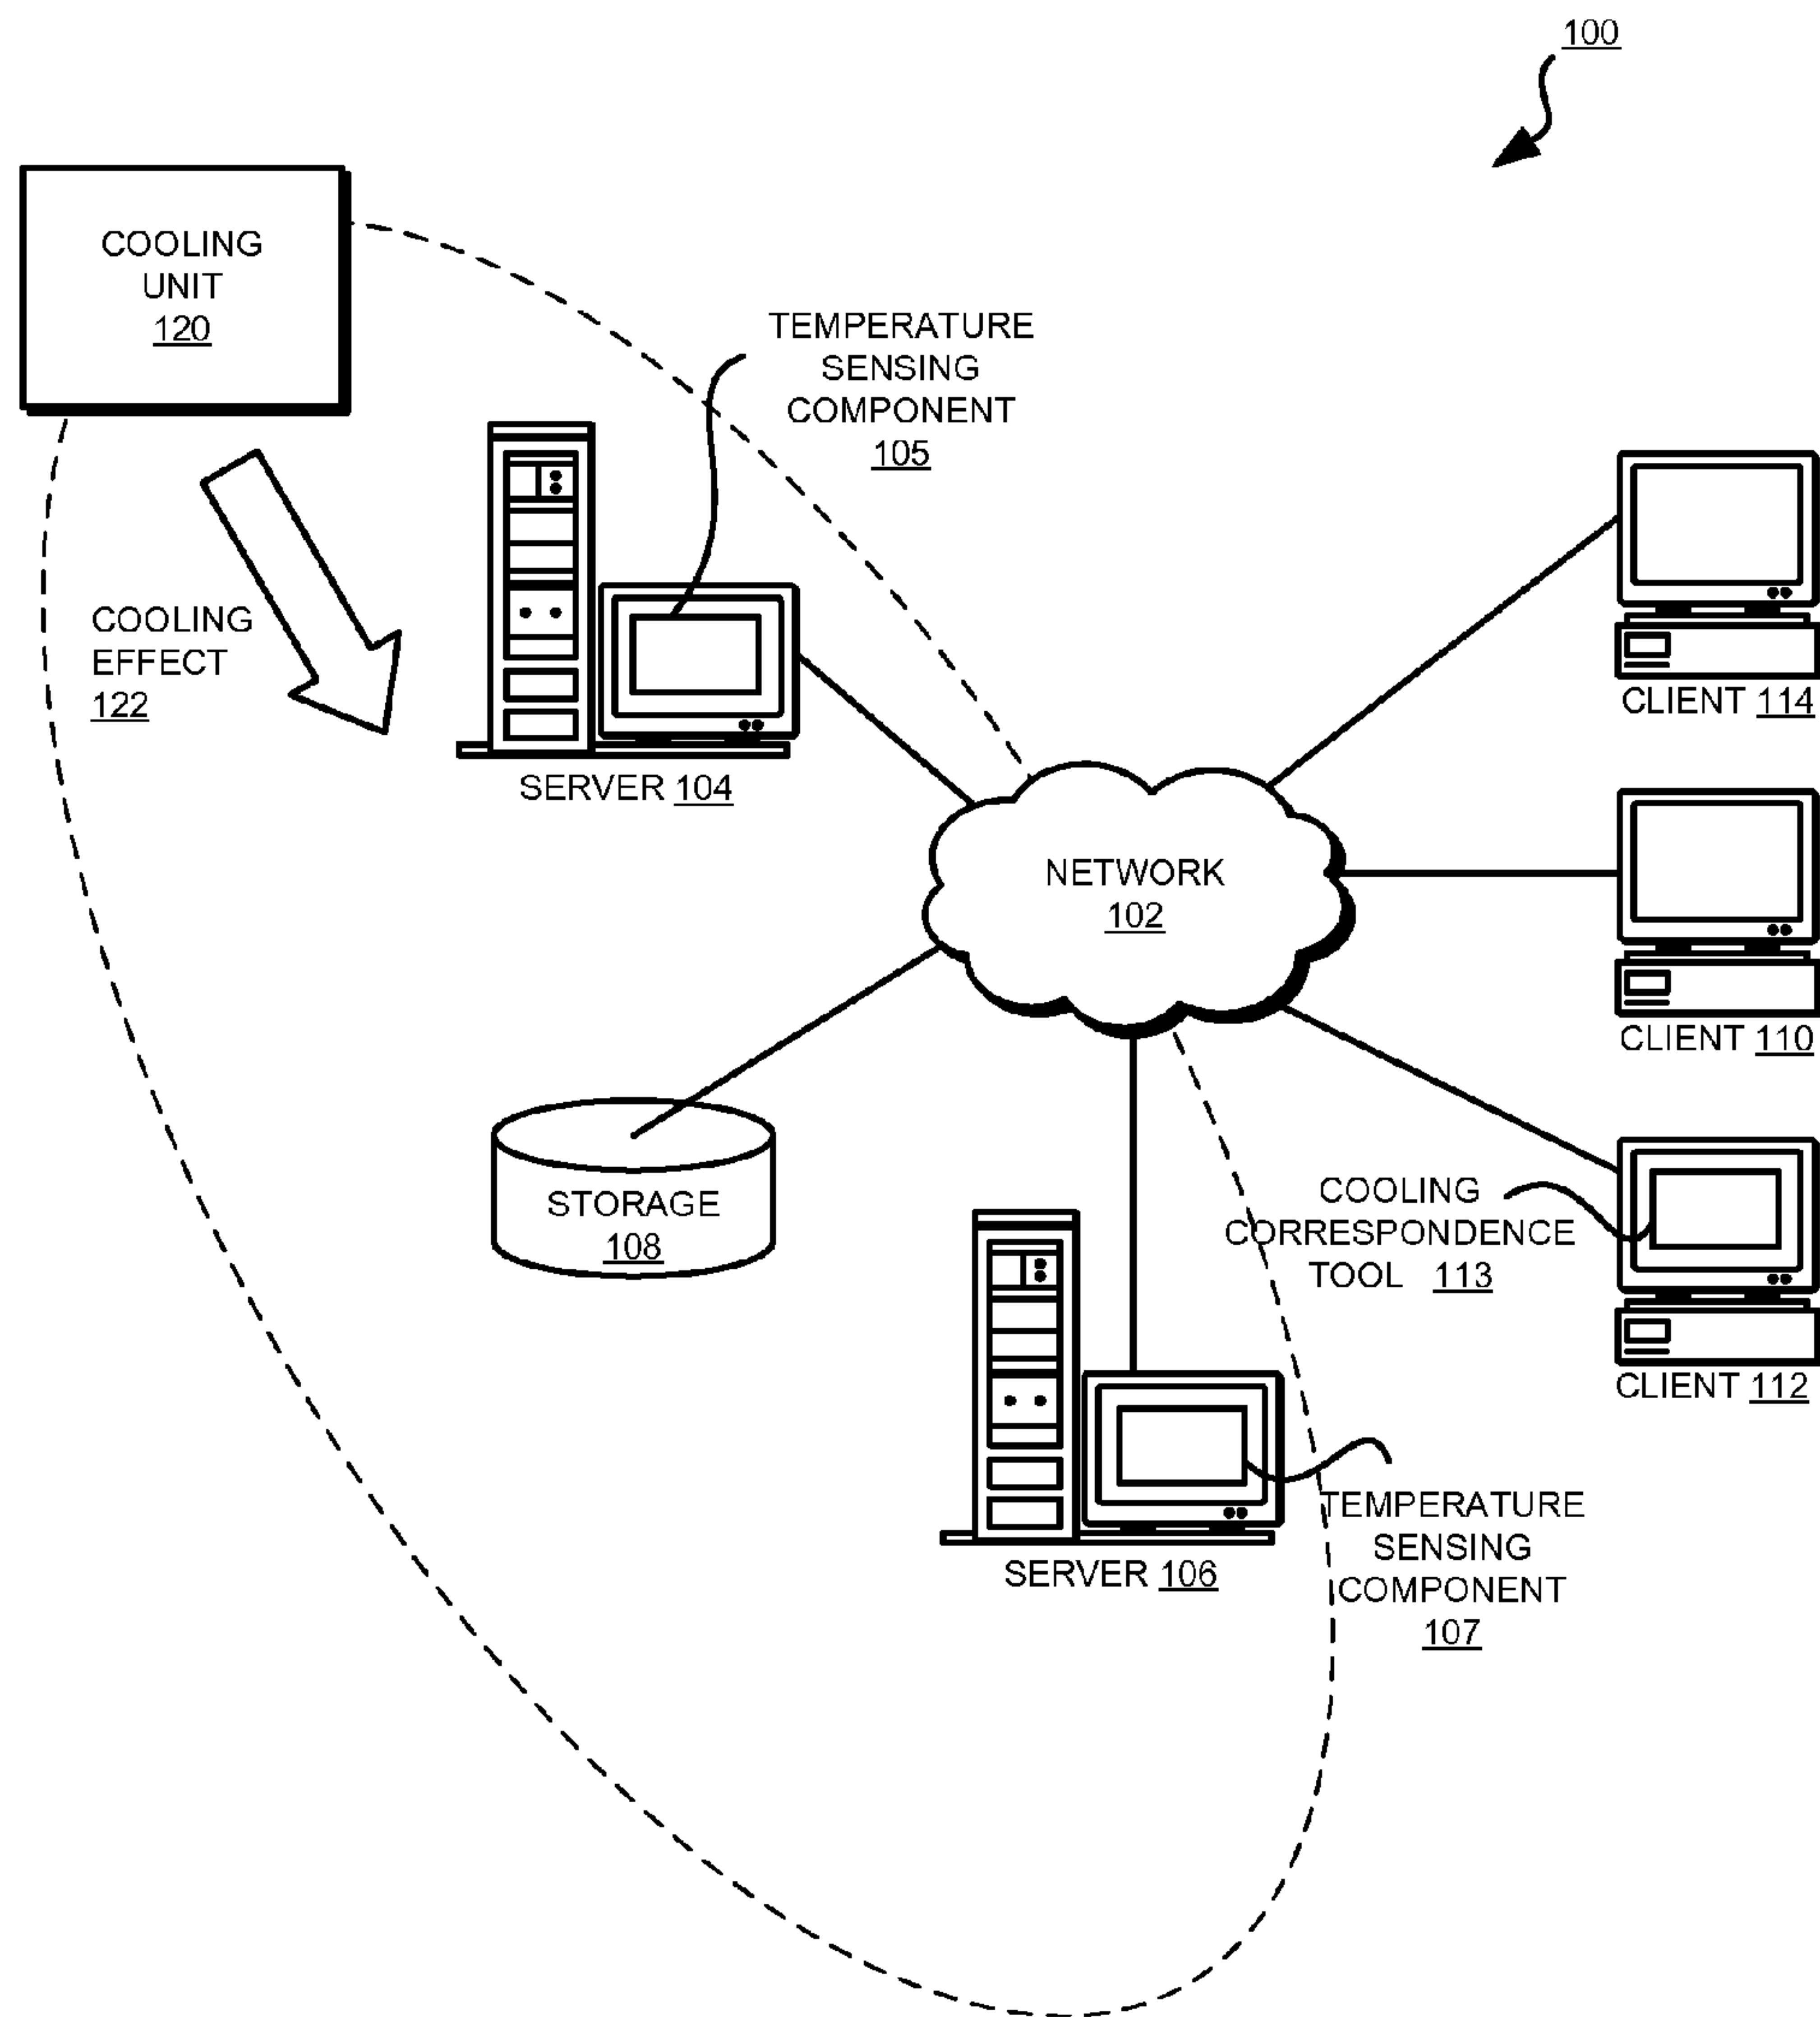 100
COOLING
UNIT
120
TEMPERATURE
SENSING
COMPONENT
105
COOLING
EFFECT
122
SERVER 104
CLIENT 114
NETWORK
102
CLIENT 110
STORAGE
108
COOLING
CORRESPONDENCE
TOOL 113
CLIENT 112
SERVER 106
TEMPERATURE
SENSING
COMPONENT
107